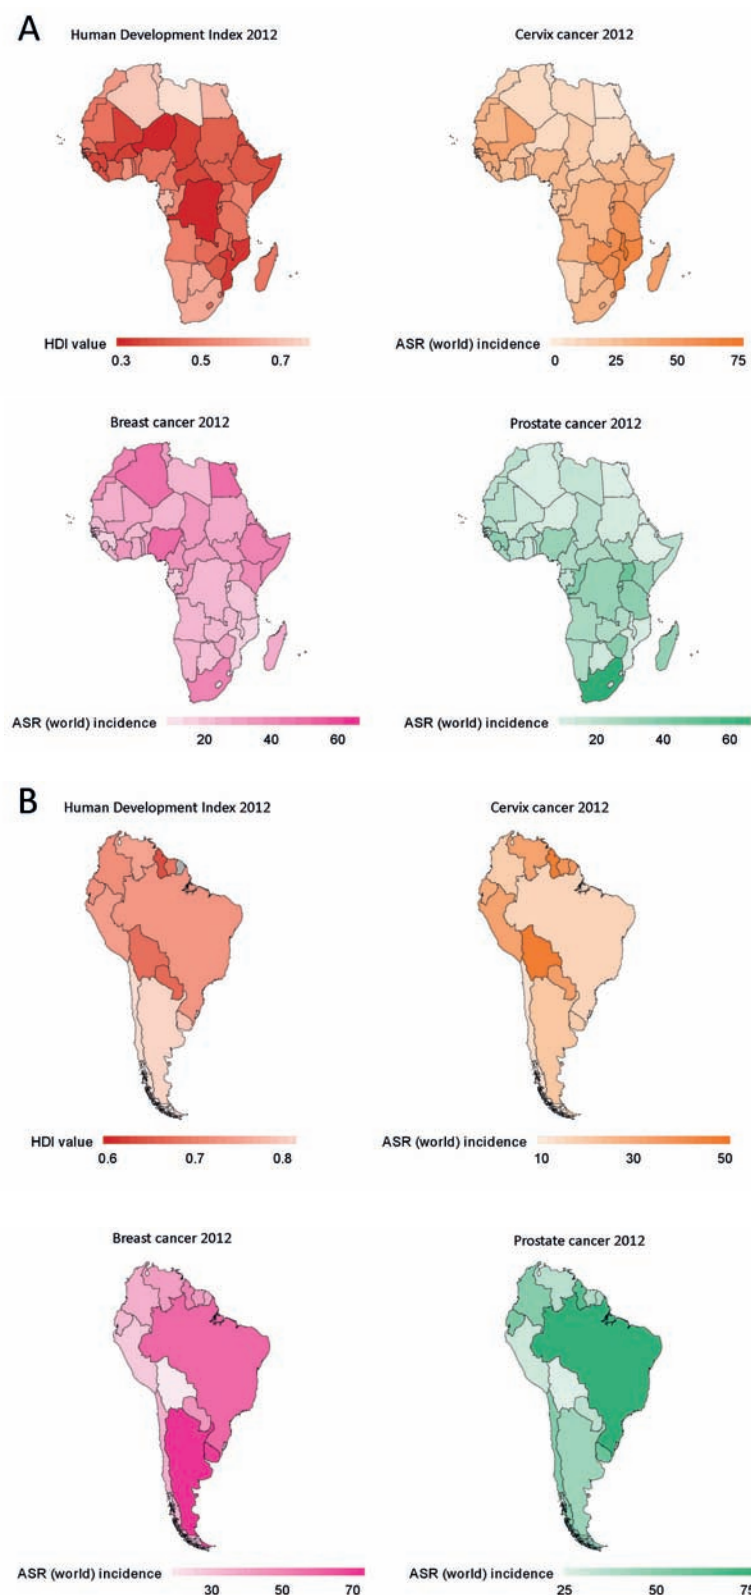 A
Human Development Index 2012
Cervix cancer 2012
HDI value
0.3 0.5 0.7
ASR (world) incidence
0 25 50 75
Breast cancer 2012
Prostate cancer 2012
ASR (world) incidence
20 40 60
ASR (world) incidence
20 40 60
B
Human Development Index 2012
Cervix cancer 2012
HDI value
0.6 0.7 0.8
ASR (world) incidence
10 30 50
Breast cancer 2012
Prostate cancer 2012
ASR (world) incidence
30 50 70
ASR (world) incidence
25 50 75